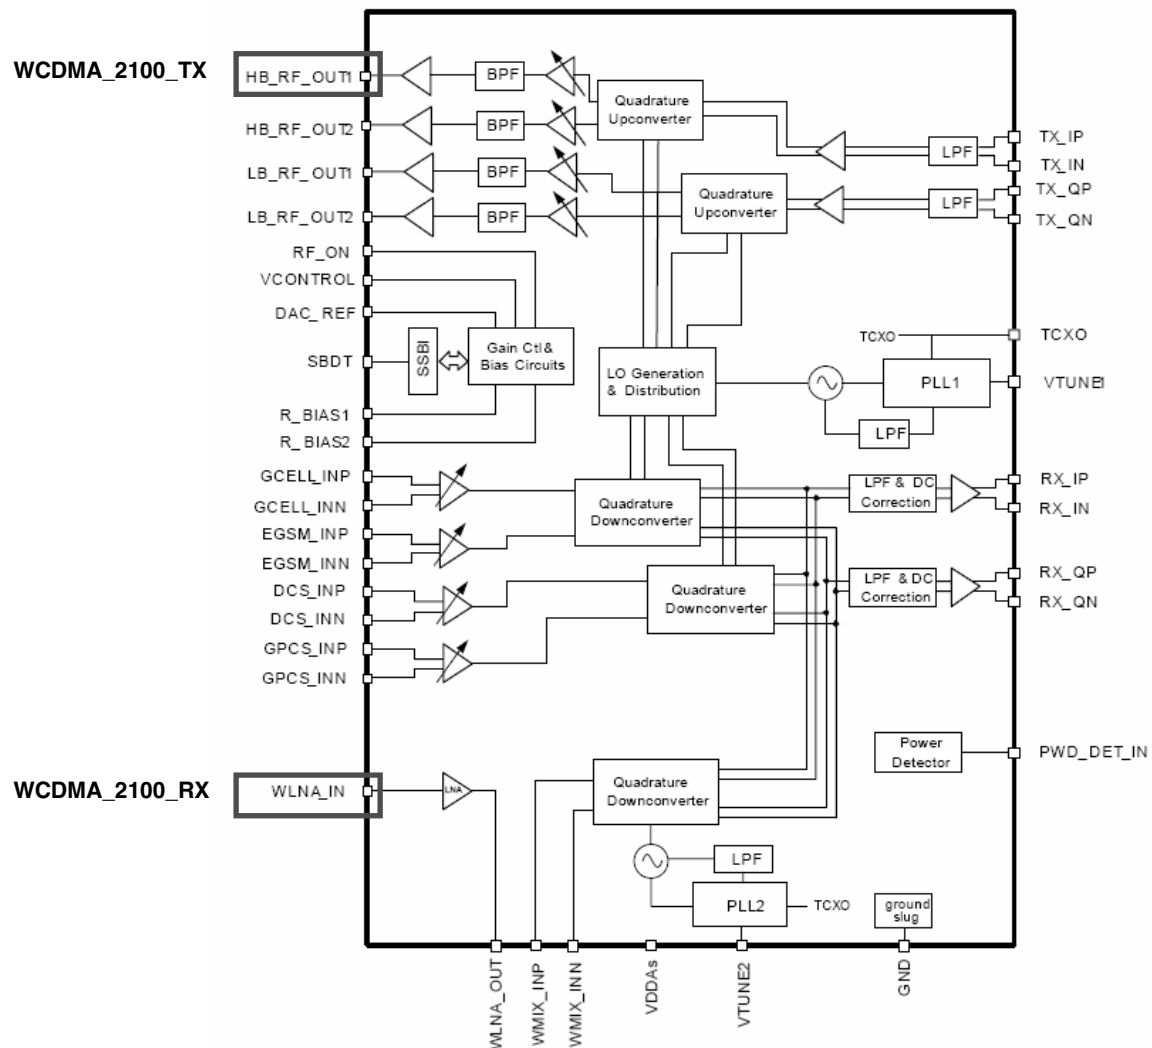 WCDMA_2100_TX
HB_RF_OUT1
BPF
Quadrature
Upconverter
HB_RF_OUT2
BPF
LPF
TX_IP
TX_IN
LB_RF_OUT1
BPF
Quadrature
Upconverter
LPF
TX_QP
TX_QN
LB_RF_OUT2
BPF
RF_ON
VCONTROL
DAC_REF
SBDT
SSBI
Gain Ctl &
Bias Circuits
LO Generation
& Distribution
TCXO
TCXO
PLL1
VTUNE1
LPF
R_BIAS1
R_BIAS2
GCELL_INP
GCELL_INN
EGSM_INP
EGSM_INN
DCS_INP
DCS_INN
GPCS_INP
GPCS_INN
Quadrature
Downconverter
LPF & DC
Correction
RX_IP
RX_IN
Quadrature
Downconverter
LPF & DC
Correction
RX_QP
RX_QN
Power
Detector
PWD_DET_IN
WCDMA_2100_RX
WLNA_IN
LNA
Quadrature
Downconverter
LPF
PLL2
TCXO
ground
slug
WLNA_OUT
WMIX_INP
WMIX_INN
VDDAs
VTUNE2
GND